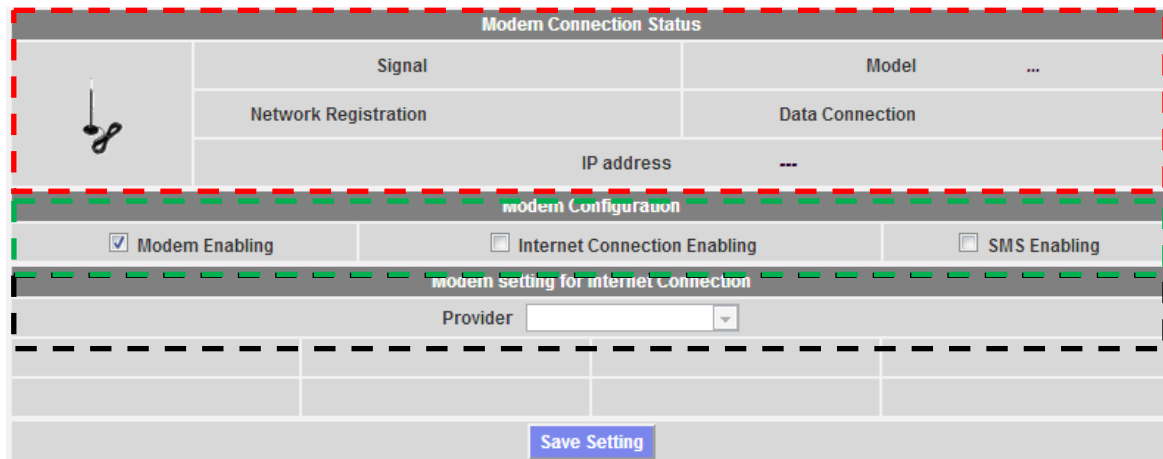 Modem Connection Status
Signal Model ...
Network Registration Data Connection
IP address ---
Modem Configuration
Modem Enabling Internet Connection Enabling SMS Enabling
Modem setting for Internet Connection
Provider
Save Setting